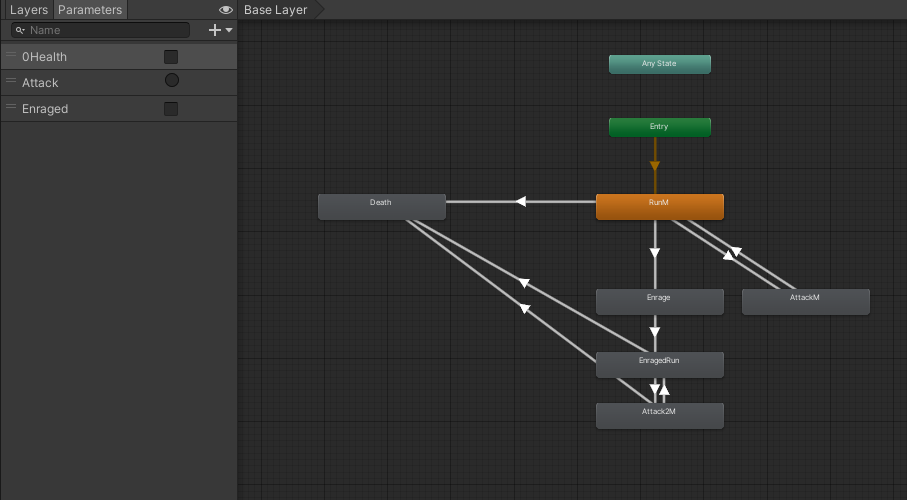 Layers Parameters Base Layer
Name
0Health
Attack
Enraged
Any State
Entry
Death
RunM
Enrage
AttackM
EnragedRun
Attack2M